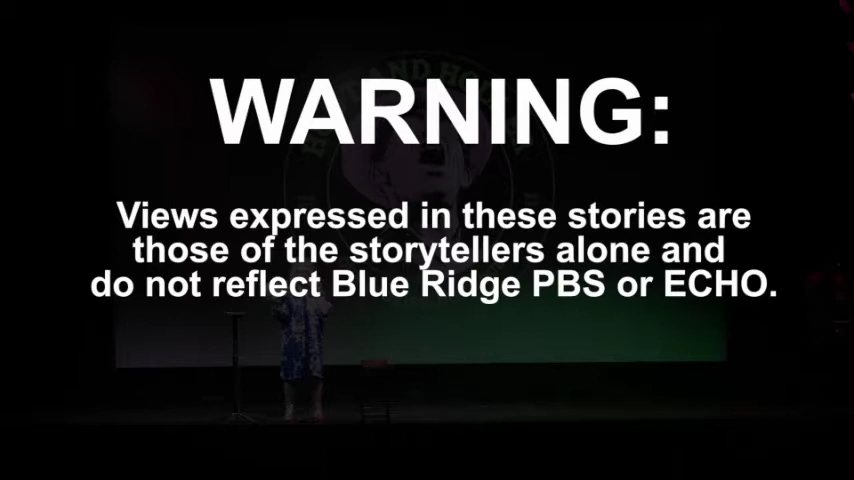 WARNING:
Views expressed in these stories are
those of the storytellers alone and
do not reflect Blue Ridge PBS or ECHO.